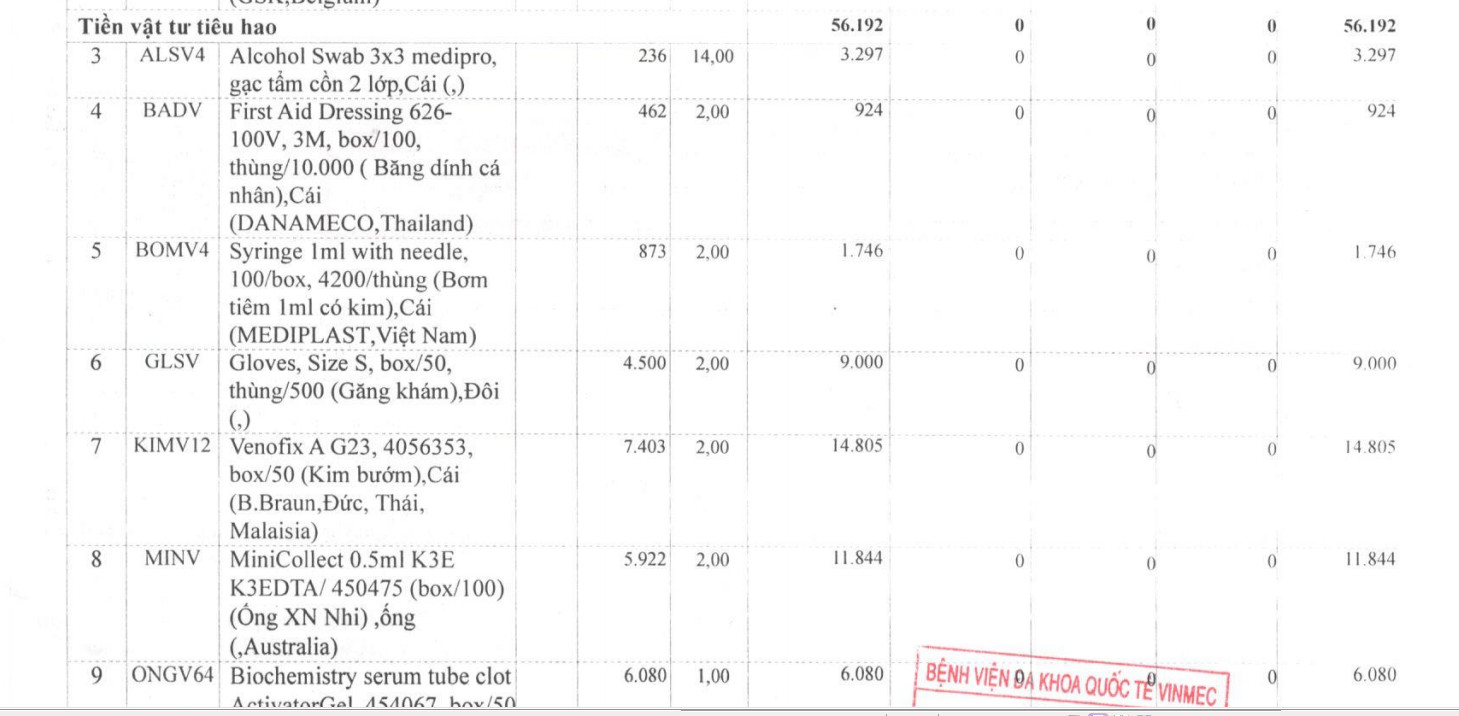 (GSK,Belgium)
Tiền vật tư tiêu hao 56.192 0 0 0 56.192
3 ALSV4 Alcohol Swab 3x3 medipro, 236 14,00 3.297 0 0 0 3.297
gạc tẩm cồn 2 lớp,Cái (,)
4 BADV First Aid Dressing 626- 462 2,00 924 0 0 0 924
100V, 3M, box/100,
thùng/10.000 ( Băng dính cá
nhân),Cái
(DANAMECO,Thailand)
5 BOMV4 Syringe 1ml with needle, 873 2,00 1.746 0 0 0 1.746
100/box, 4200/thùng (Bơm
tiêm 1ml có kim),Cái
(MEDIPLAST,Việt Nam)
6 GLSV Gloves, Size S, box/50, 4.500 2,00 9.000 0 0 0 9.000
thùng/500 (Găng khám),Đôi
(,)
7 KIMV12 Venofix A G23, 4056353, 7.403 2,00 14.805 0 0 0 14.805
box/50 (Kim bướm),Cái
(B.Braun,Đức, Thái,
Malaisia)
8 MINV MiniCollect 0.5ml K3E 5.922 2,00 11.844 0 0 0 11.844
K3EDTA/ 450475 (box/100)
(Ống XN Nhi) ,ống
(,Australia)
9 ONGV64 Biochemistry serum tube clot 6.080 1,00 6.080 0 0 0 6.080
ActivatorGel, 454067, box/50
BỆNH VIỆN ĐA KHOA QUỐC TẾ VINMEC